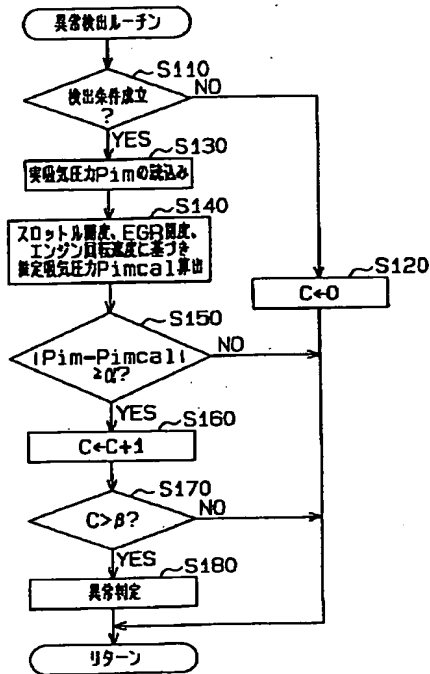 異常検出ルーチン
S110
検出条件成立
?
NO
YES
S130
実吸気圧力Pimの読込み
S140
スロットル開度、EGR開度、
エンジン回転速度に基づき
推定吸気圧力Pimcal算出
S120
C←0
S150
|Pim-Pimcal|
≧α?
NO
YES
S160
C←C+1
S170
C>β?
NO
YES
S180
異常判定
リターン